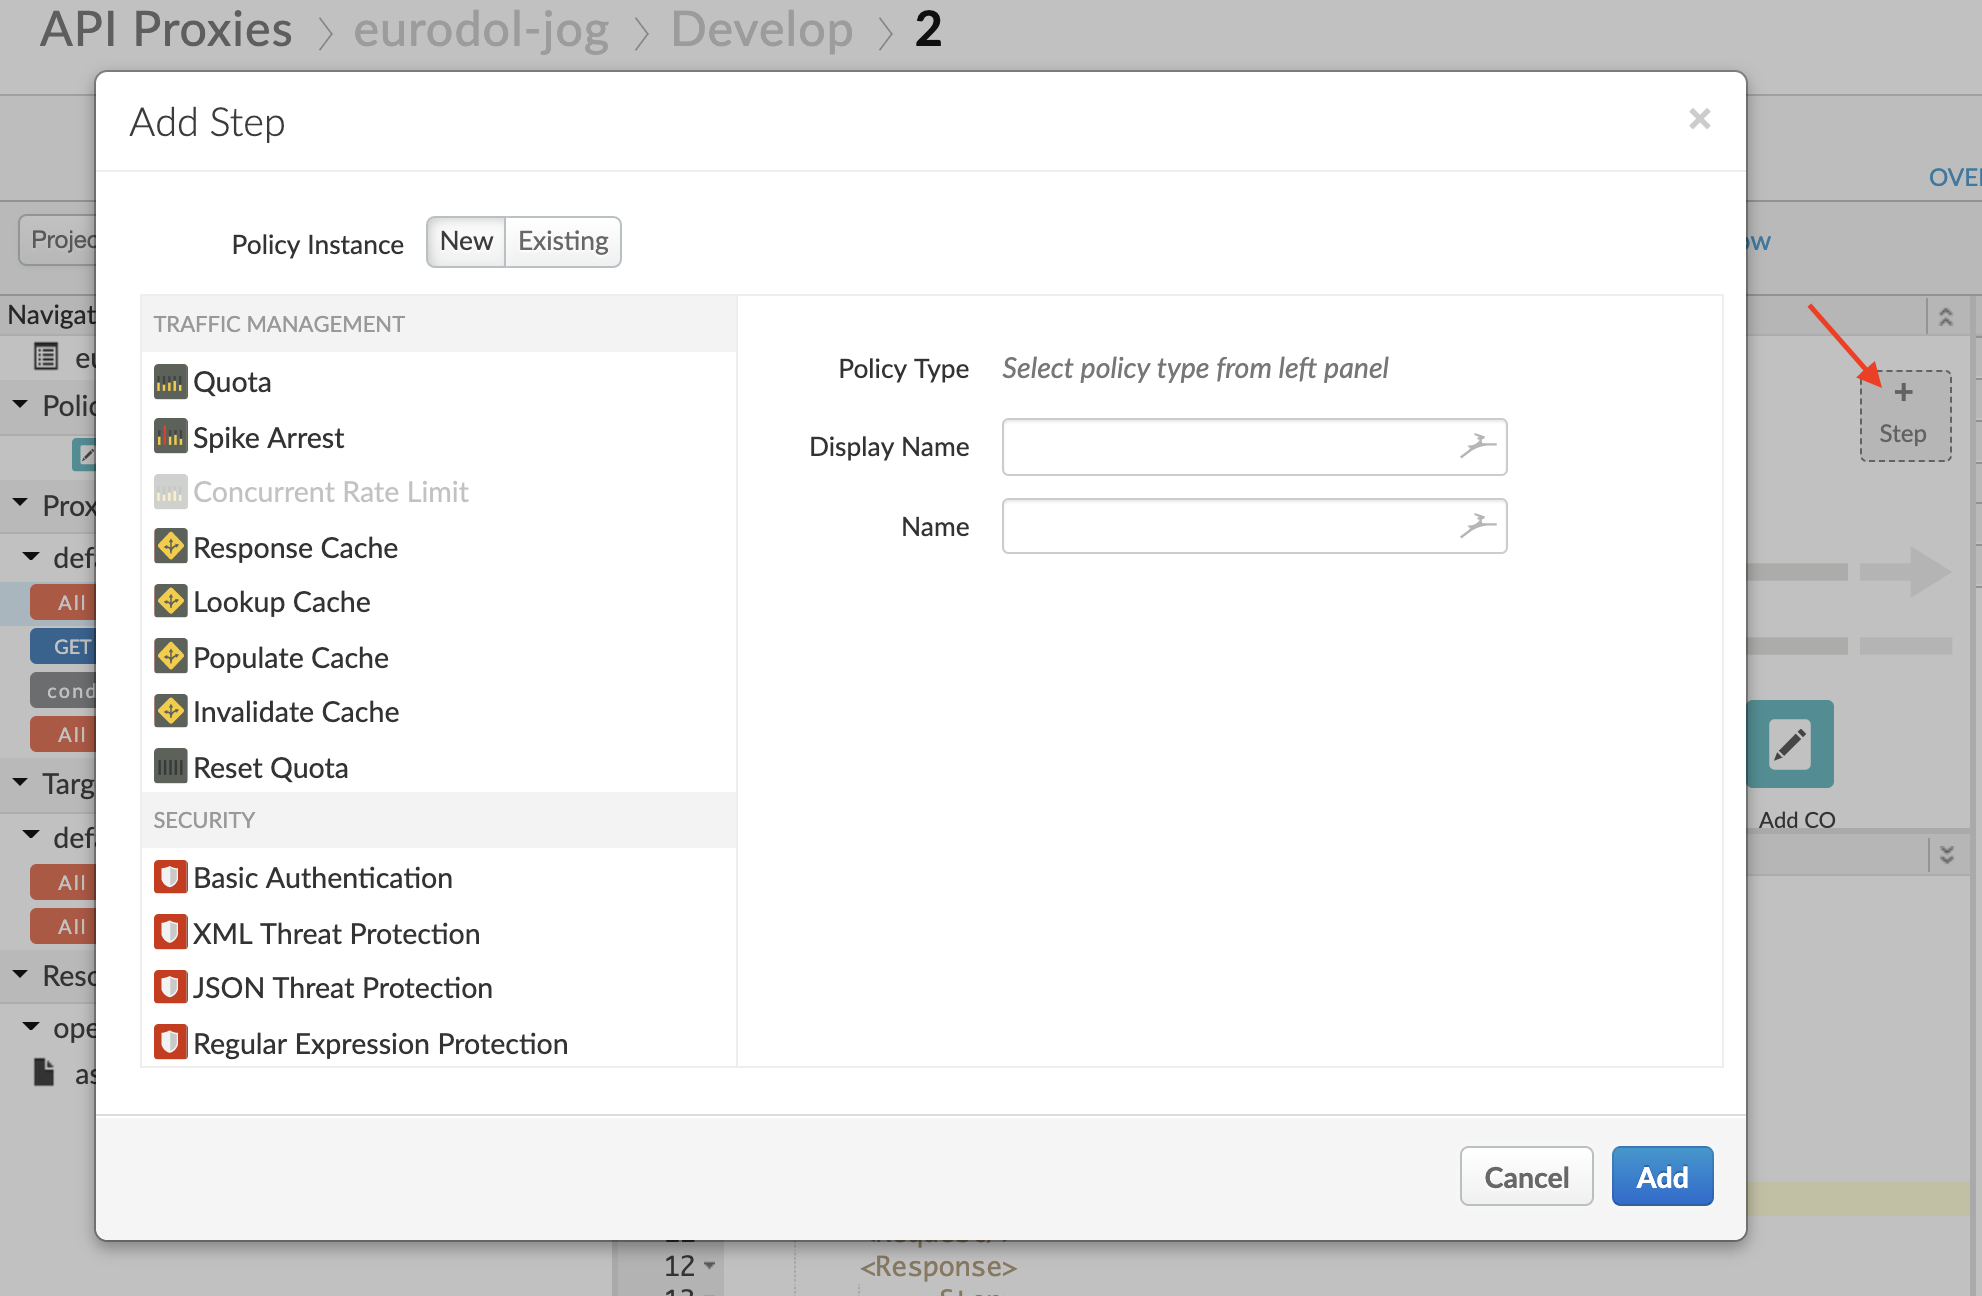 API Proxies > eurodol-jog > Develop > 2
Add Step
×
OVE
Projec
Policy Instance
New
Existing
ow
Navigat
TRAFFIC MANAGEMENT
eu
Polic
Quota
Policy Type
Select policy type from left panel
+
Step
Spike Arrest
Display Name
Concurrent Rate Limit
Prox
Response Cache
Name
def
All
Lookup Cache
GET
Populate Cache
cond
Invalidate Cache
All
Reset Quota
Targ
SECURITY
Add CO
def
All
Basic Authentication
All
XML Threat Protection
Reso
JSON Threat Protection
ope
Regular Expression Protection
as
Cancel
Add
12
<Response>